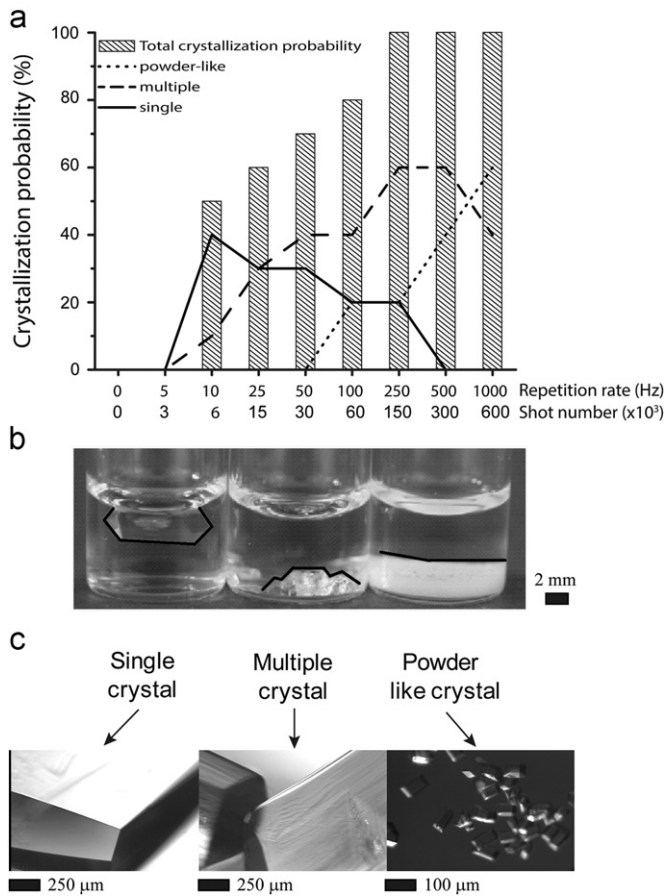 a
Crystallization probability (%)
100
80
60
40
20
0
Total crystallization probability
powder-like
multiple
single
0 5 10 25 50 100 250 500 1000 Repetition rate (Hz)
0 3 6 15 30 60 150 300 600 Shot number (x10³)
b
2 mm
c
Single crystal
Multiple crystal
Powder like crystal
250 µm
250 µm
100 µm